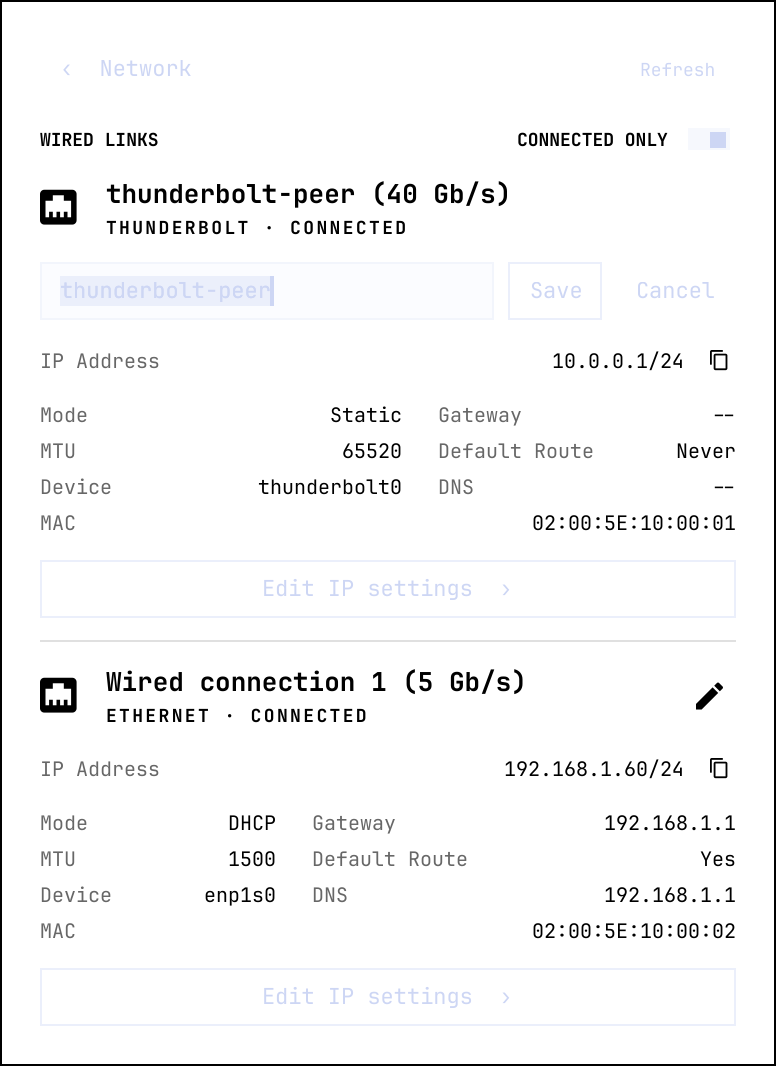 ‹ Network Refresh
WIRED LINKS CONNECTED ONLY
thunderbolt-peer (40 Gb/s)
THUNDERBOLT · CONNECTED
thunderbolt-peer Save Cancel
IP Address 10.0.0.1/24
Mode Static Gateway --
MTU 65520 Default Route Never
Device thunderbolt0 DNS --
MAC 02:00:5E:10:00:01
Edit IP settings ›
Wired connection 1 (5 Gb/s)
ETHERNET · CONNECTED
IP Address 192.168.1.60/24
Mode DHCP Gateway 192.168.1.1
MTU 1500 Default Route Yes
Device enp1s0 DNS 192.168.1.1
MAC 02:00:5E:10:00:02
Edit IP settings ›